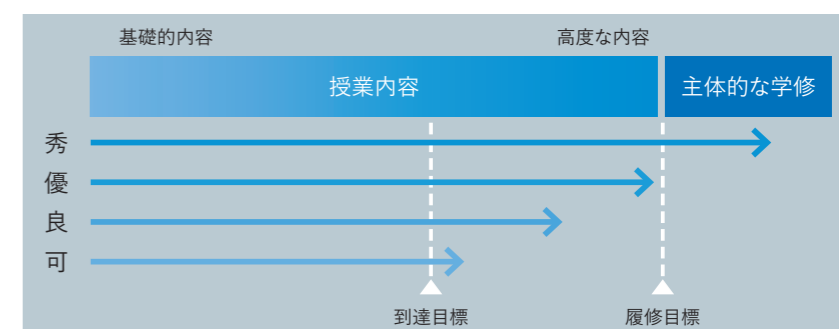 基礎的内容 高度な内容
授業内容 主体的な学修
秀
優
良
可
到達目標 履修目標